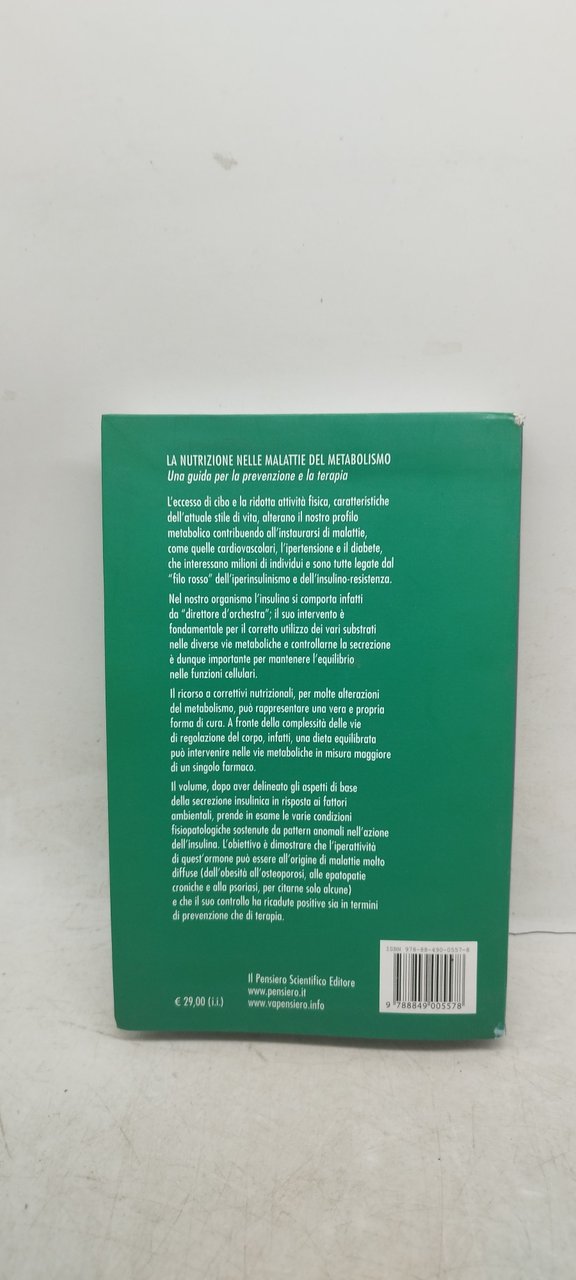 LA NUTRIZIONE NELLE MALATTIE DEL METABOLISMO
Una guida per la prevenzione e la terapia
L'eccesso di cibo e la ridotta attività fisica, caratteristiche
dell'attuale stile di vita, alterano il nostro profilo
metabolico contribuendo all'instaurarsi di malattie,
come quelle cardiovascolari, l'ipertensione e il diabete,
che interessano milioni di individui e sono tutte legate dal
"filo rosso" dell'iperinsulinismo e dell'insulino-resistenza.
Nel nostro organismo l'insulina si comporta infatti
da "direttore d'orchestra"; il suo intervento è
fondamentale per il corretto utilizzo dei vari substrati
nelle diverse vie metaboliche e controllarne la secrezione
è dunque importante per mantenere l'equilibrio
nelle funzioni cellulari.
Il ricorso a correttivi nutrizionali, per molte alterazioni
del metabolismo, può rappresentare una vera e propria
forma di cura. A fronte della complessità delle vie
di regolazione del corpo, infatti, una dieta equilibrata
può intervenire nelle vie metaboliche in misura maggiore
di un singolo farmaco.
Il volume, dopo aver delineato gli aspetti di base
della secrezione insulinica in risposta ai fattori
ambientali, prende in esame le varie condizioni
fisiopatologiche sostenute da pattern anomali nell'azione
dell'insulina. L'obiettivo è dimostrare che l'iperattività
di quest'ormone può essere all'origine di malattie molto
diffuse (dall'obesità all'osteoporosi, alle epatopatie
croniche e alla psoriasi, per citarne solo alcune)
e che il suo controllo ha ricadute positive sia in termini
di prevenzione che di terapia.
ISBN 978-88-490-0557-8
9 788849 005578
Il Pensiero Scientifico Editore
www.pensiero.it
€ 29,00 (i.i.) www.vapensiero.info